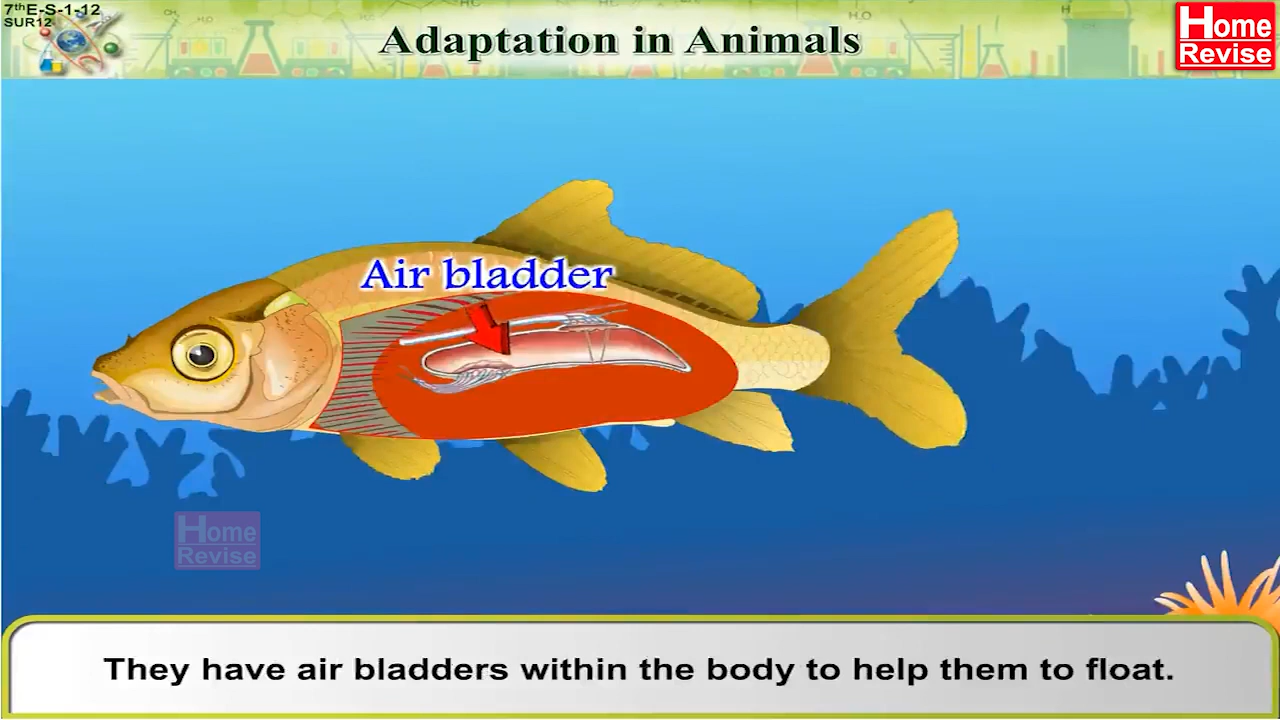 7thE-S-1-12
SUR12
Adaptation in Animals
Home
Revise
Air bladder
Home
Revise
They have air bladders within the body to help them to float.